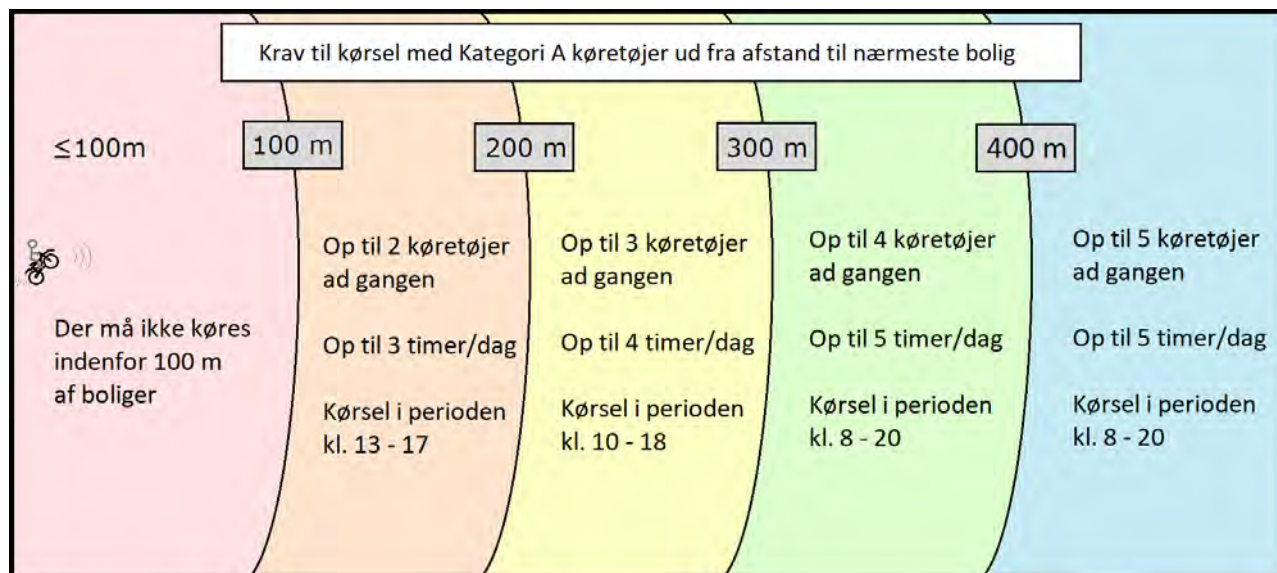 Krav til kørsel med Kategori A køretøjer ud fra afstand til nærmeste bolig
≤100m
100 m
200 m
300 m
400 m
Der må ikke køres
indenfor 100 m
af boliger
Op til 2 køretøjer
ad gangen
Op til 3 timer/dag
Kørsel i perioden
kl. 13 - 17
Op til 3 køretøjer
ad gangen
Op til 4 timer/dag
Kørsel i perioden
kl. 10 - 18
Op til 4 køretøjer
ad gangen
Op til 5 timer/dag
Kørsel i perioden
kl. 8 - 20
Op til 5 køretøjer
ad gangen
Op til 5 timer/dag
Kørsel i perioden
kl. 8 - 20